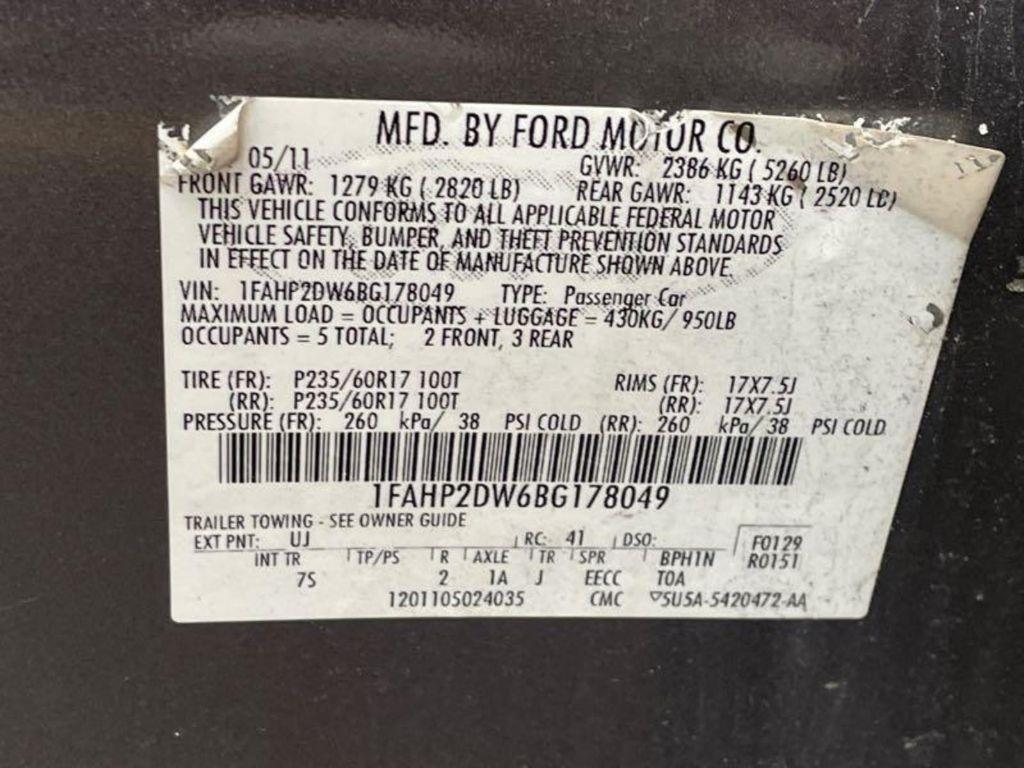 MFD. BY FORD MOTOR CO.
05/11 GVWR: 2386 KG ( 5260 LB)
FRONT GAWR: 1279 KG ( 2820 LB) REAR GAWR: 1143 KG ( 2520 LB)
THIS VEHICLE CONFORMS TO ALL APPLICABLE FEDERAL MOTOR
VEHICLE SAFETY, BUMPER, AND THEFT PREVENTION STANDARDS
IN EFFECT ON THE DATE OF MANUFACTURE SHOWN ABOVE.
VIN: 1FAHP2DW6BG178049 TYPE: Passenger Car
MAXIMUM LOAD = OCCUPANTS + LUGGAGE = 430KG/ 950LB
OCCUPANTS = 5 TOTAL; 2 FRONT, 3 REAR
TIRE (FR): P235/60R17 100T RIMS (FR): 17X7.5J
(RR): P235/60R17 100T (RR): 17X7.5J
PRESSURE (FR): 260 kPa/ 38 PSI COLD (RR): 260 kPa/ 38 PSI COLD
1FAHP2DW6BG178049
TRAILER TOWING - SEE OWNER GUIDE
EXT PNT: UJ RC: 41 DSO: F0129
INT TR TP/PS R AXLE TR SPR BPH1N R0151
7S 2 1A J EECC TOA
1201105024035 CMC ▽5U5A-5420472-AA